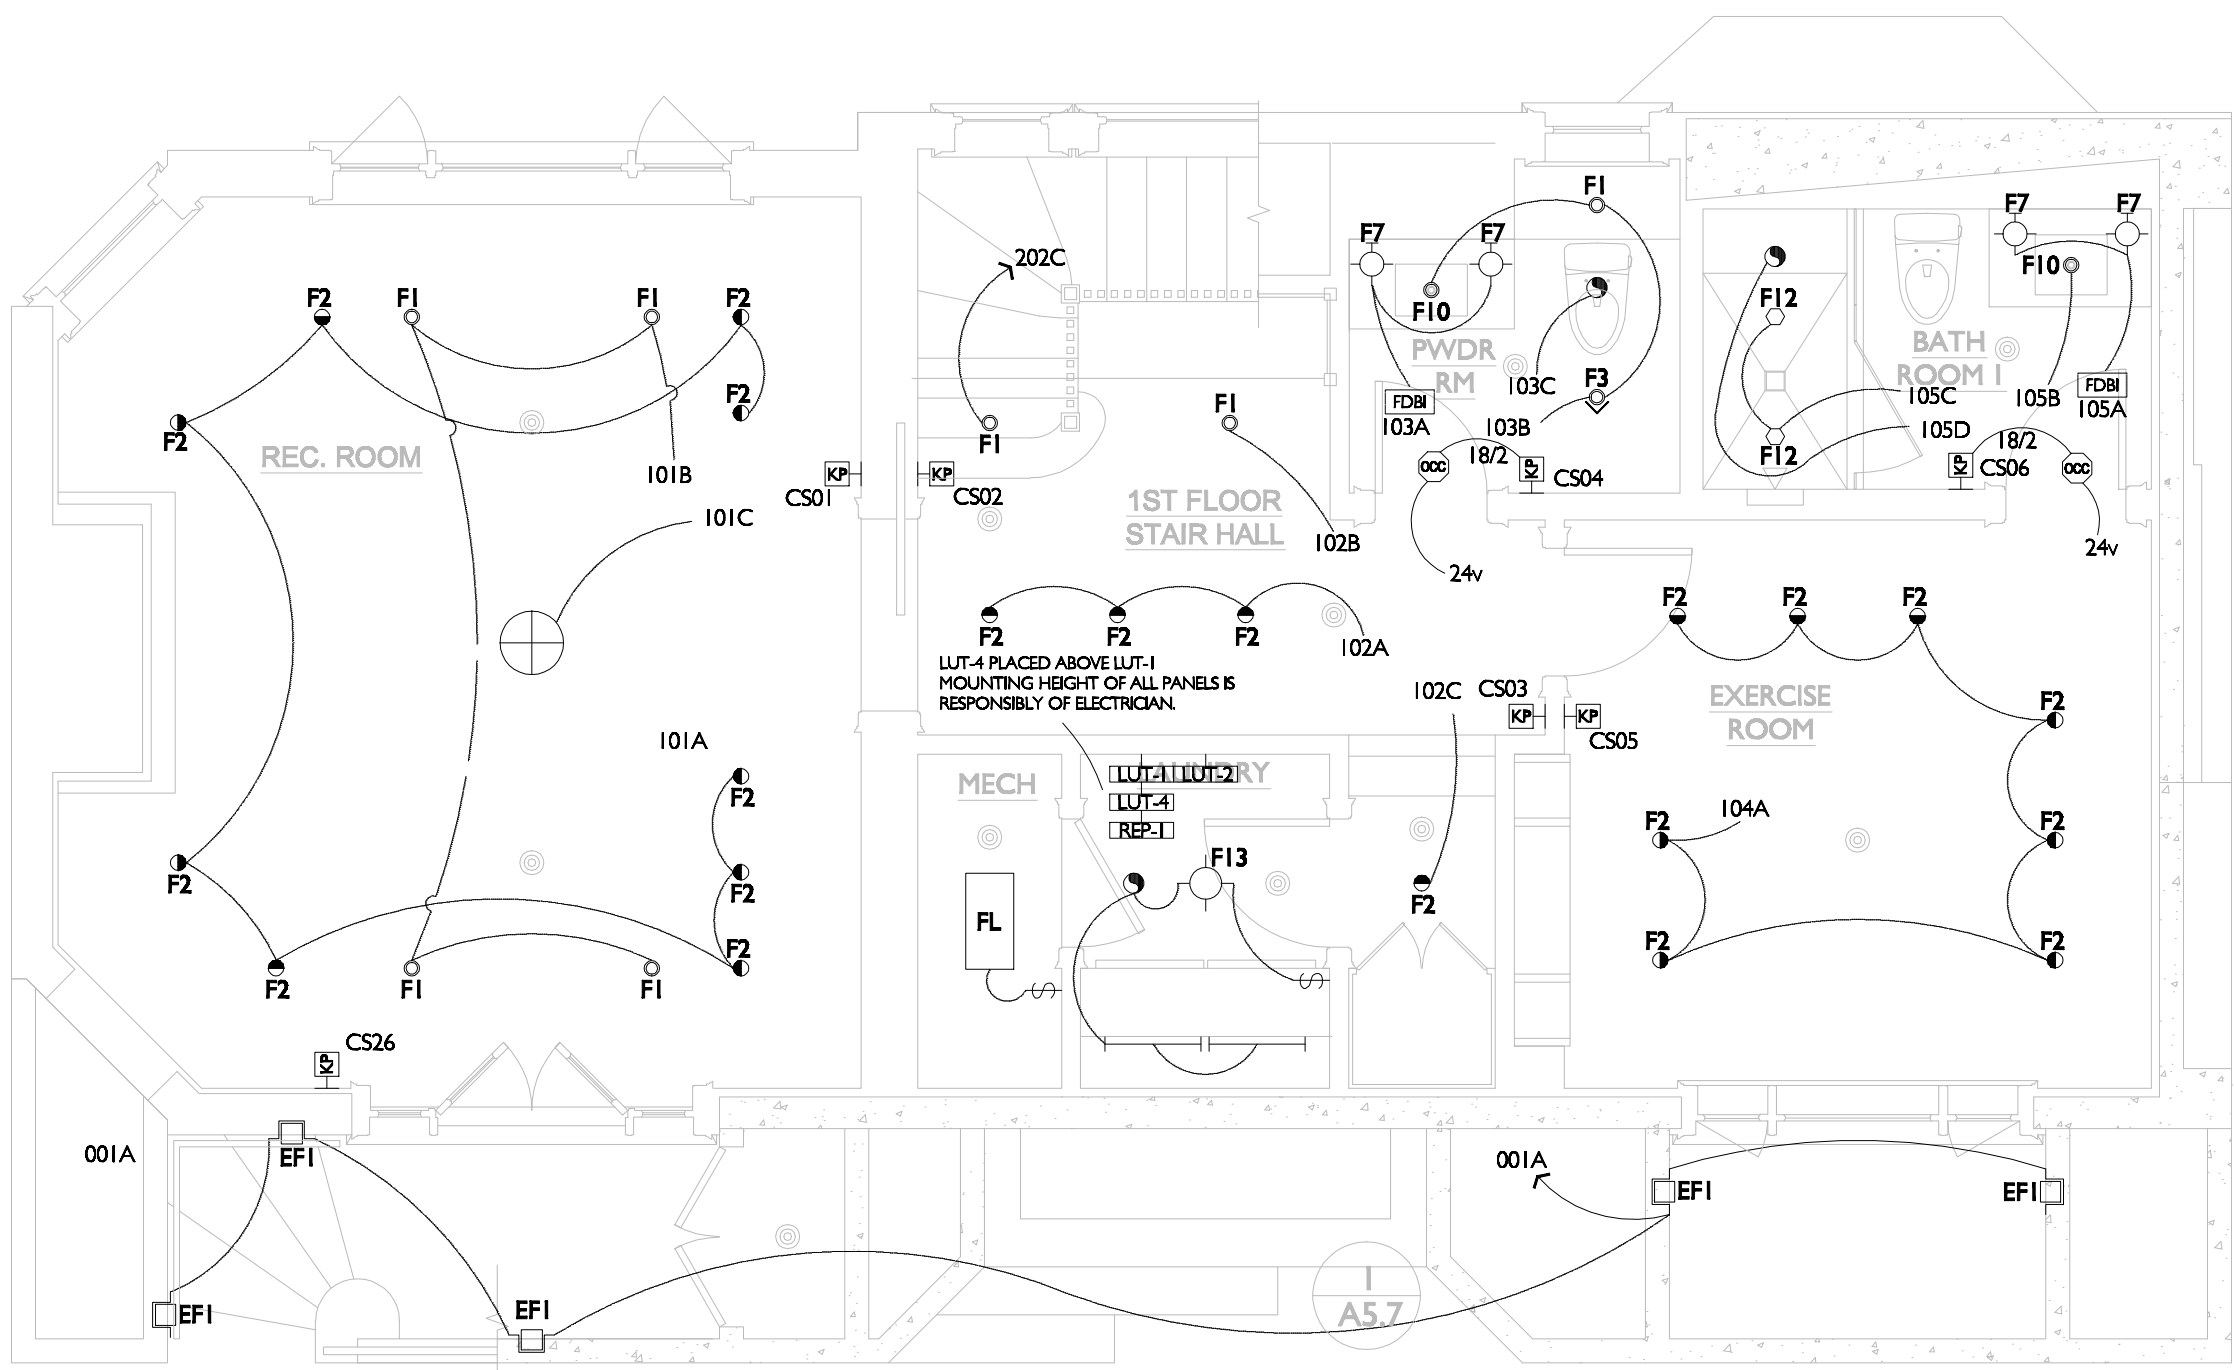 F1
F7
F7
F7
F7
202C
F10
F12
F10
F2
F1
F1
F2
PWDR
RM
BATH
ROOM 1
F2
F3
103C
105C
105B
FDBI
105A
F1
FDBI
103A
103B
105D
F2
REC. ROOM
F1
18/2
18/2
F12
101B
KP
CS01
KP
CS02
OCC
KP
CS04
KP
CS06
OCC
1ST FLOOR
STAIR HALL
101C
102B
24v
24v
F2
F2
F2
F2
F2
F2
102A
LUT-4 PLACED ABOVE LUT-1
MOUNTING HEIGHT OF ALL PANELS IS
RESPONSIBLY OF ELECTRICIAN.
102C
CS03
KP
KP
CS05
EXERCISE
ROOM
F2
101A
MECH
LAUNDRY
LUT-1
LUT-2
LUT-4
REP-1
F2
104A
F2
F2
F13
F2
F2
F2
FL
F2
F2
F2
F2
F2
F1
F1
S
S
CS26
KP
001A
EF1
001A
EF1
EF1
EF1
EF1
1
A5.7